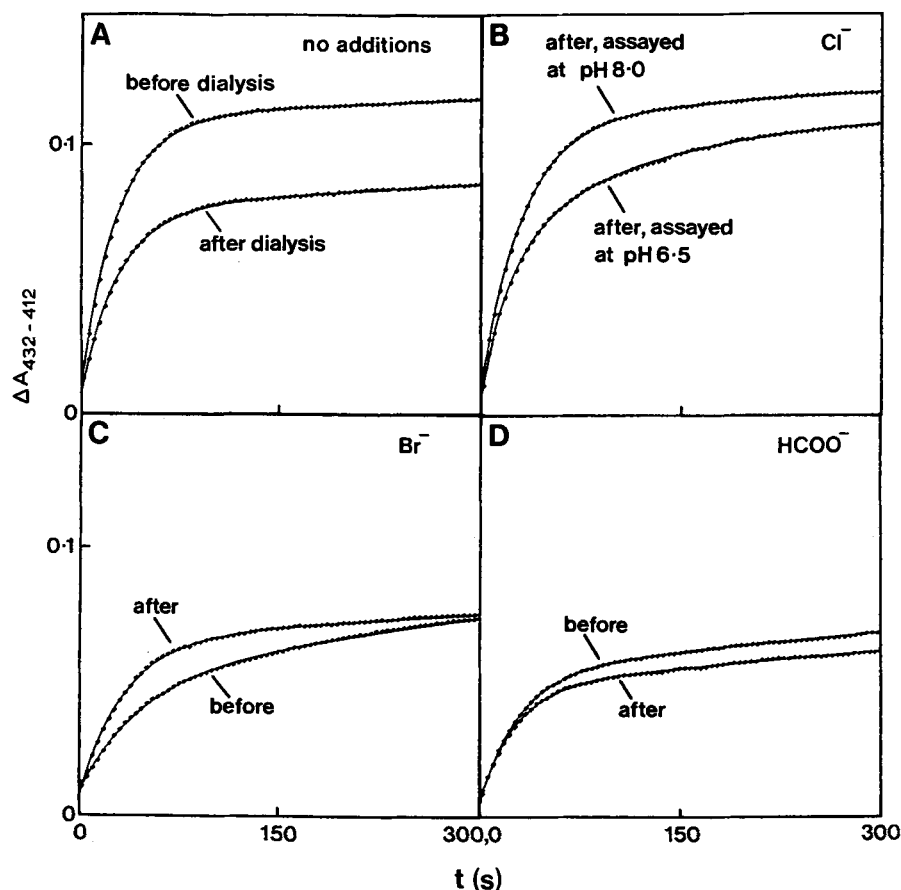 A
no additions
before dialysis
after dialysis
B
Cl⁻
after, assayed
at pH 8·0
after, assayed
at pH 6·5
ΔA432 - 412
0·1
0
C
Br⁻
after
before
D
HCOO⁻
before
after
0·1
0
0
150
300,0
150
300
t (s)